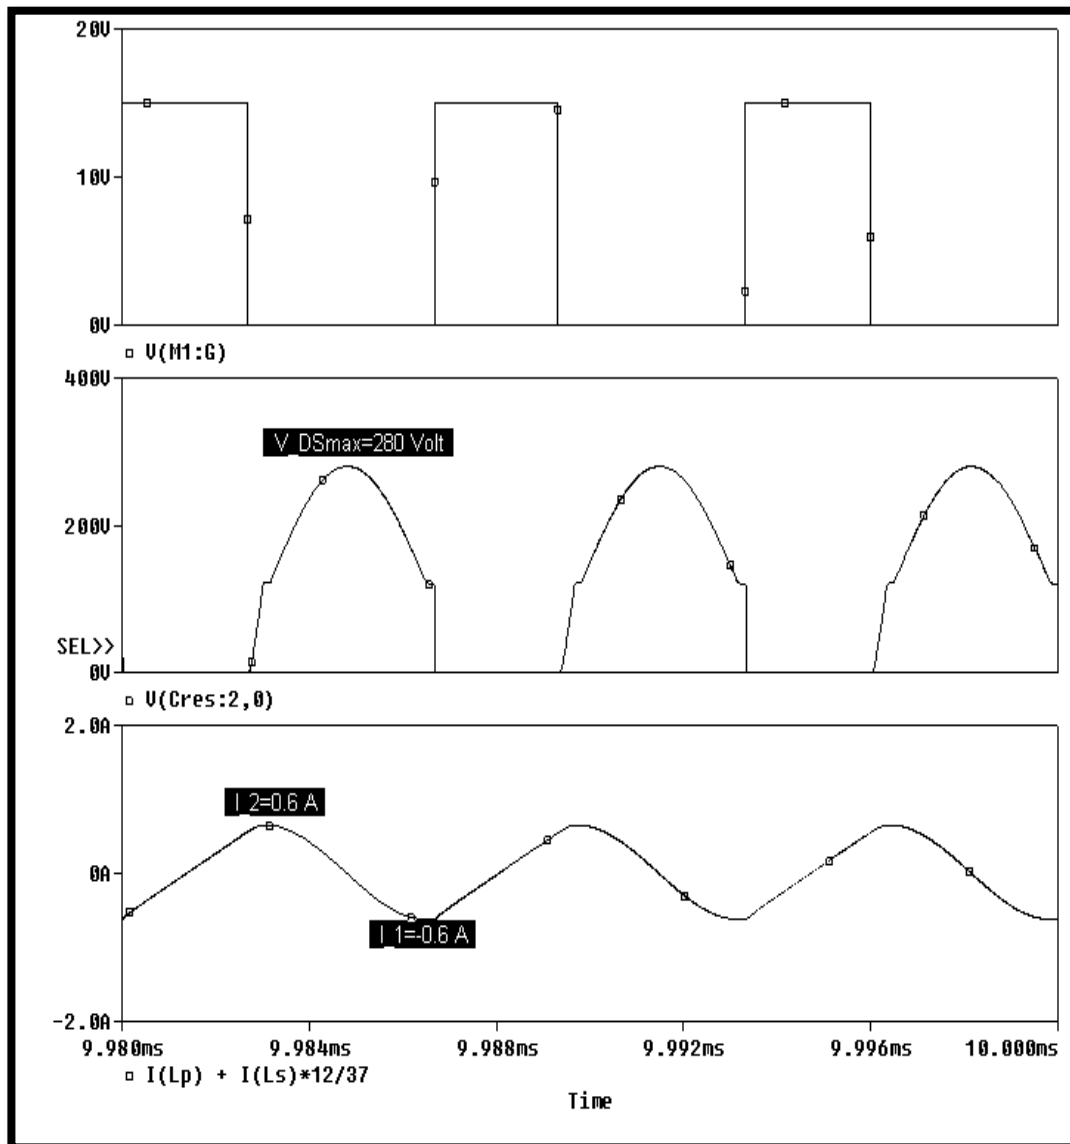 20V
10V
0V
V(M1:G)
400V
V_DSmax=280 Volt
200V
SEL>>
0V
V(Cres:2,0)
2.0A
I_2=0.6 A
0A
I_1=-0.6 A
-2.0A
9.980ms 9.984ms 9.988ms 9.992ms 9.996ms 10.000ms
I(Lp) + I(Ls)*12/37
Time